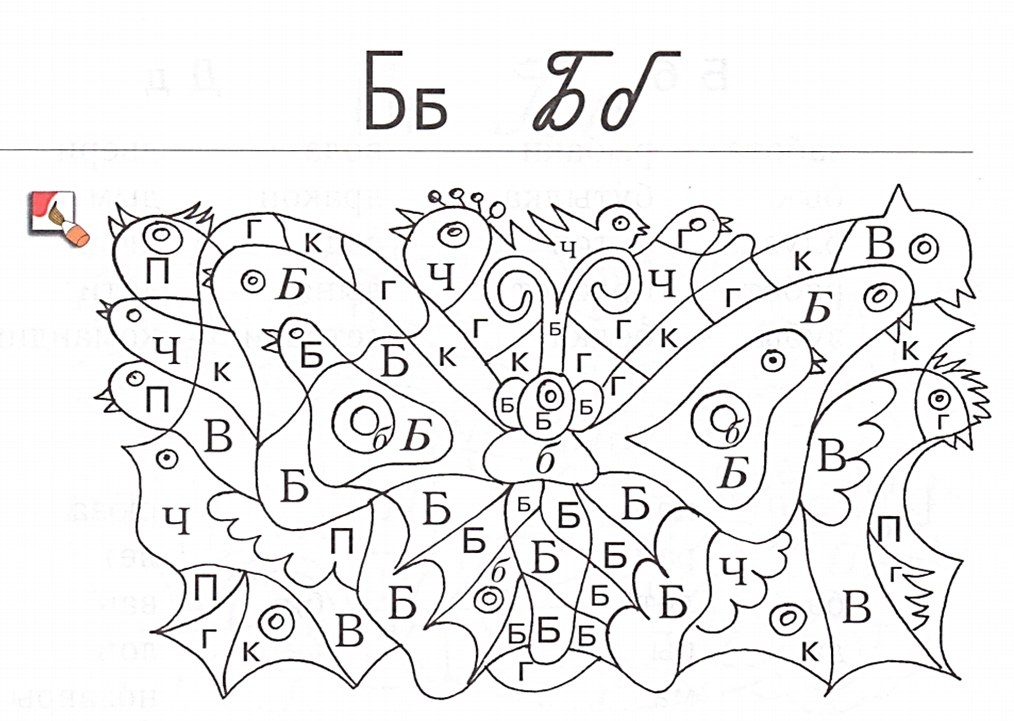 Бб Бб
Г К Ч Г В
П Б Г Ч Ч К
Г Б
Г Б Г К
Ч Б Б К К Г К
К Г
П Б Б Б Г
В б Б б
б Б В
Б Б Б Б Б
Ч П Б Б Б П
П б Ч Г
Б Б Б В
Г В Б Б Б
К К
Г